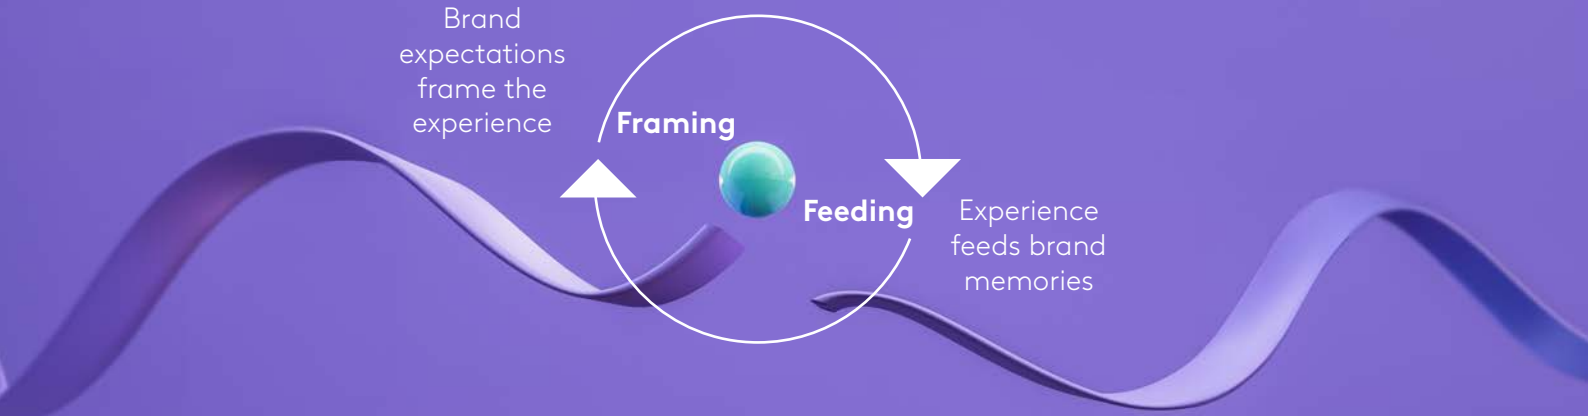 Brand
expectations
frame the
experience
Framing
Feeding
Experience
feeds brand
memories